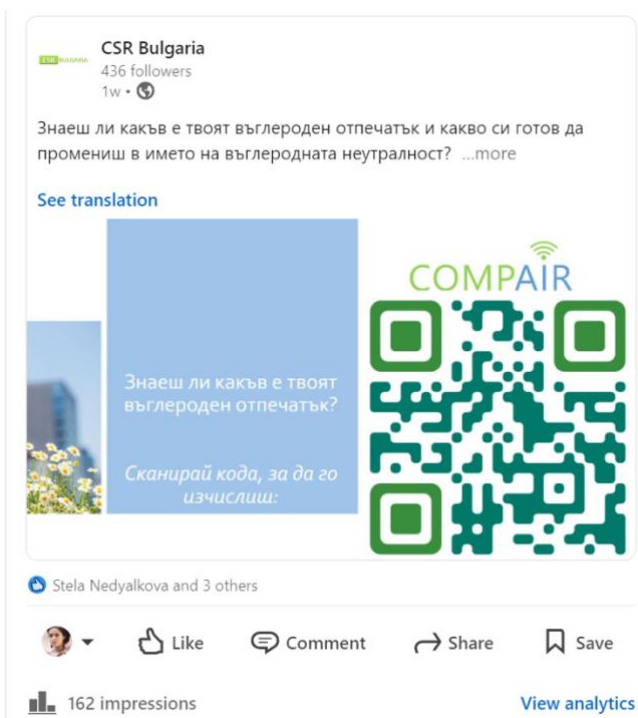 CSR BULGARIA
CSR Bulgaria
436 followers
1w •
Знаеш ли какъв е твоят въглероден отпечатък и какво си готов да
промениш в името на въглеродната неутралност? ...more
See translation
COMPAIR
Знаеш ли какъв е твоят
въглероден отпечатък?
Сканирай кода, за да го
изчислиш:
Stela Nedyalkova and 3 others
Like
Comment
Share
Save
162 impressions
View analytics